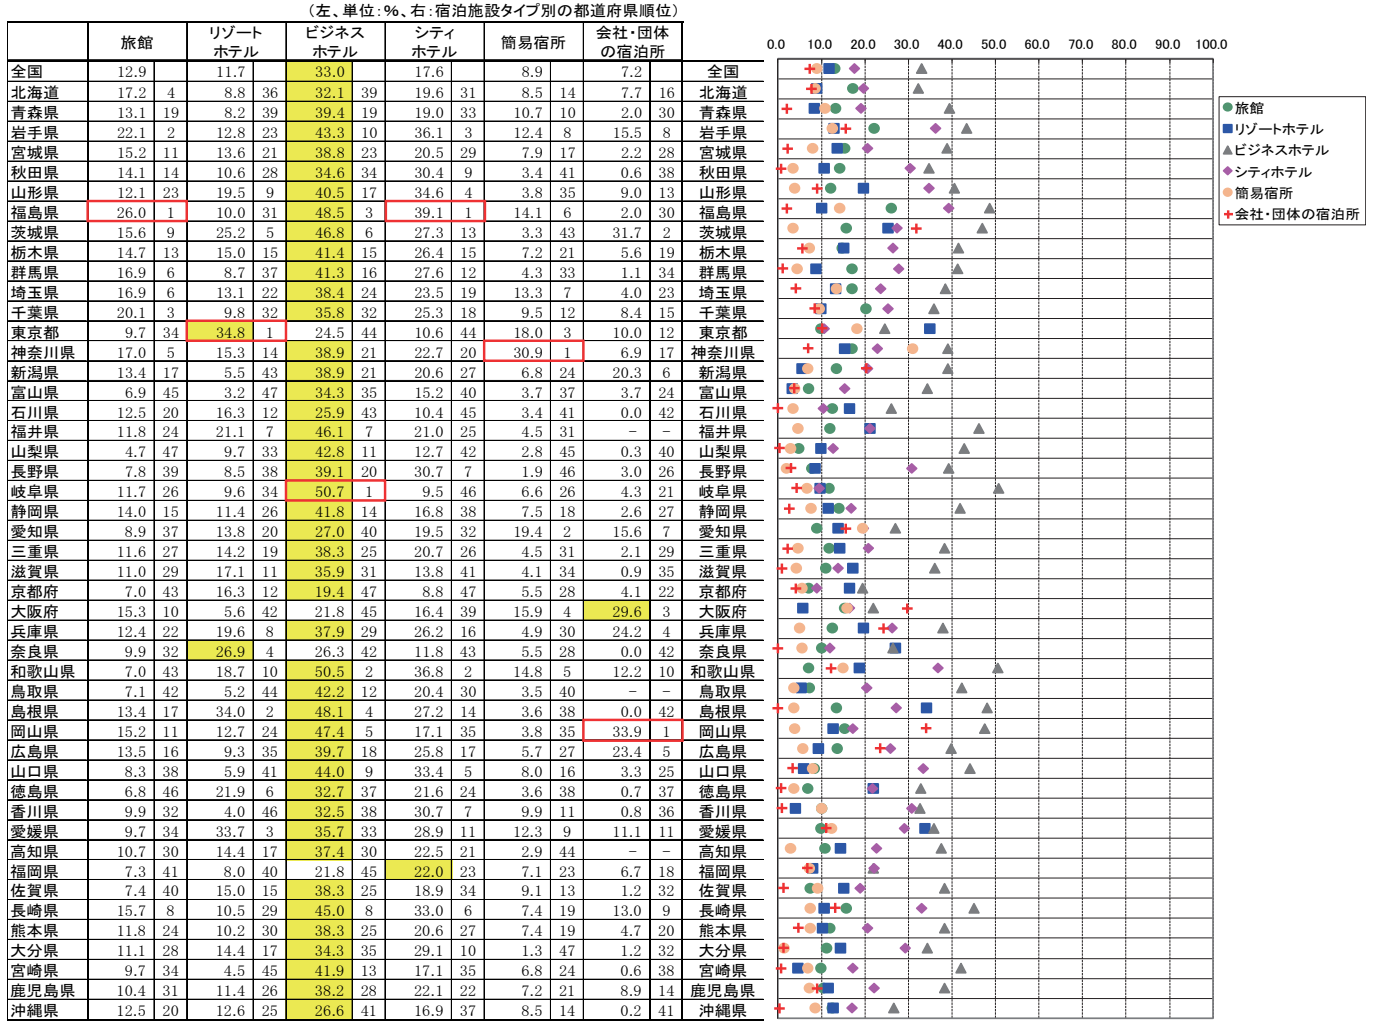 (左、単位:%、右:宿泊施設タイプ別の都道府県順位)
旅館 リゾートホテル ビジネスホテル シティホテル 簡易宿所 会社・団体の宿泊所
0.0 10.0 20.0 30.0 40.0 50.0 60.0 70.0 80.0 90.0 100.0
全国 12.9 11.7 33.0 17.6 8.9 7.2 全国
北海道 17.2 4 8.8 36 32.1 39 19.6 31 8.5 14 7.7 16 北海道
青森県 13.1 19 8.2 39 39.4 19 19.0 33 10.7 10 2.0 30 青森県
岩手県 22.1 2 12.8 23 43.3 10 36.1 3 12.4 8 15.5 8 岩手県
宮城県 15.2 11 13.6 21 38.8 23 20.5 29 7.9 17 2.2 28 宮城県
秋田県 14.1 14 10.6 28 34.6 34 30.4 9 3.4 41 0.6 38 秋田県
山形県 12.1 23 19.5 9 40.5 17 34.6 4 3.8 35 9.0 13 山形県
福島県 26.0 1 10.0 31 48.5 3 39.1 1 14.1 6 2.0 30 福島県
茨城県 15.6 9 25.2 5 46.8 6 27.3 13 3.3 43 31.7 2 茨城県
栃木県 14.7 13 15.0 15 41.4 15 26.4 15 7.2 21 5.6 19 栃木県
群馬県 16.9 6 8.7 37 41.3 16 27.6 12 4.3 33 1.1 34 群馬県
埼玉県 16.9 6 13.1 22 38.4 24 23.5 19 13.3 7 4.0 23 埼玉県
千葉県 20.1 3 9.8 32 35.8 32 25.3 18 9.5 12 8.4 15 千葉県
東京都 9.7 34 34.8 1 24.5 44 10.6 44 18.0 3 10.0 12 東京都
神奈川県 17.0 5 15.3 14 38.9 21 22.7 20 30.9 1 6.9 17 神奈川県
新潟県 13.4 17 5.5 43 38.9 21 20.6 27 6.8 24 20.3 6 新潟県
富山県 6.9 45 3.2 47 34.3 35 15.2 40 3.7 37 3.7 24 富山県
石川県 12.5 20 16.3 12 25.9 43 10.4 45 3.4 41 0.0 42 石川県
福井県 11.8 24 21.1 7 46.1 7 21.0 25 4.5 31 － － 福井県
山梨県 4.7 47 9.7 33 42.8 11 12.7 42 2.8 45 0.3 40 山梨県
長野県 7.8 39 8.5 38 39.1 20 30.7 7 1.9 46 3.0 26 長野県
岐阜県 11.7 26 9.6 34 50.7 1 9.5 46 6.6 26 4.3 21 岐阜県
静岡県 14.0 15 11.4 26 41.8 14 16.8 38 7.5 18 2.6 27 静岡県
愛知県 8.9 37 13.8 20 27.0 40 19.5 32 19.4 2 15.6 7 愛知県
三重県 11.6 27 14.2 19 38.3 25 20.7 26 4.5 31 2.1 29 三重県
滋賀県 11.0 29 17.1 11 35.9 31 13.8 41 4.1 34 0.9 35 滋賀県
京都府 7.0 43 16.3 12 19.4 47 8.8 47 5.5 28 4.1 22 京都府
大阪府 15.3 10 5.6 42 21.8 45 16.4 39 15.9 4 29.6 3 大阪府
兵庫県 12.4 22 19.6 8 37.9 29 26.2 16 4.9 30 24.2 4 兵庫県
奈良県 9.9 32 26.9 4 26.3 42 11.8 43 5.5 28 0.0 42 奈良県
和歌山県 7.0 43 18.7 10 50.5 2 36.8 2 14.8 5 12.2 10 和歌山県
鳥取県 7.1 42 5.2 44 42.2 12 20.4 30 3.5 40 － － 鳥取県
島根県 13.4 17 34.0 2 48.1 4 27.2 14 3.6 38 0.0 42 島根県
岡山県 15.2 11 12.7 24 47.4 5 17.1 35 3.8 35 33.9 1 岡山県
広島県 13.5 16 9.3 35 39.7 18 25.8 17 5.7 27 23.4 5 広島県
山口県 8.3 38 5.9 41 44.0 9 33.4 5 8.0 16 3.3 25 山口県
徳島県 6.8 46 21.9 6 32.7 37 21.6 24 3.6 38 0.7 37 徳島県
香川県 9.9 32 4.0 46 32.5 38 30.7 7 9.9 11 0.8 36 香川県
愛媛県 9.7 34 33.7 3 35.7 33 28.9 11 12.3 9 11.1 11 愛媛県
高知県 10.7 30 14.4 17 37.4 30 22.5 21 2.9 44 － － 高知県
福岡県 7.3 41 8.0 40 21.8 45 22.0 23 7.1 23 6.7 18 福岡県
佐賀県 7.4 40 15.0 15 38.3 25 18.9 34 9.1 13 1.2 32 佐賀県
長崎県 15.7 8 10.5 29 45.0 8 33.0 6 7.4 19 13.0 9 長崎県
熊本県 11.8 24 10.2 30 38.3 25 20.6 27 7.4 19 4.7 20 熊本県
大分県 11.1 28 14.4 17 34.3 35 29.1 10 1.3 47 1.2 32 大分県
宮崎県 9.7 34 4.5 45 41.9 13 17.1 35 6.8 24 0.6 38 宮崎県
鹿児島県 10.4 31 11.4 26 38.2 28 22.1 22 7.2 21 8.9 14 鹿児島県
沖縄県 12.5 20 12.6 25 26.6 41 16.9 37 8.5 14 0.2 41 沖縄県
旅館
リゾートホテル
ビジネスホテル
シティホテル
簡易宿所
会社・団体の宿泊所